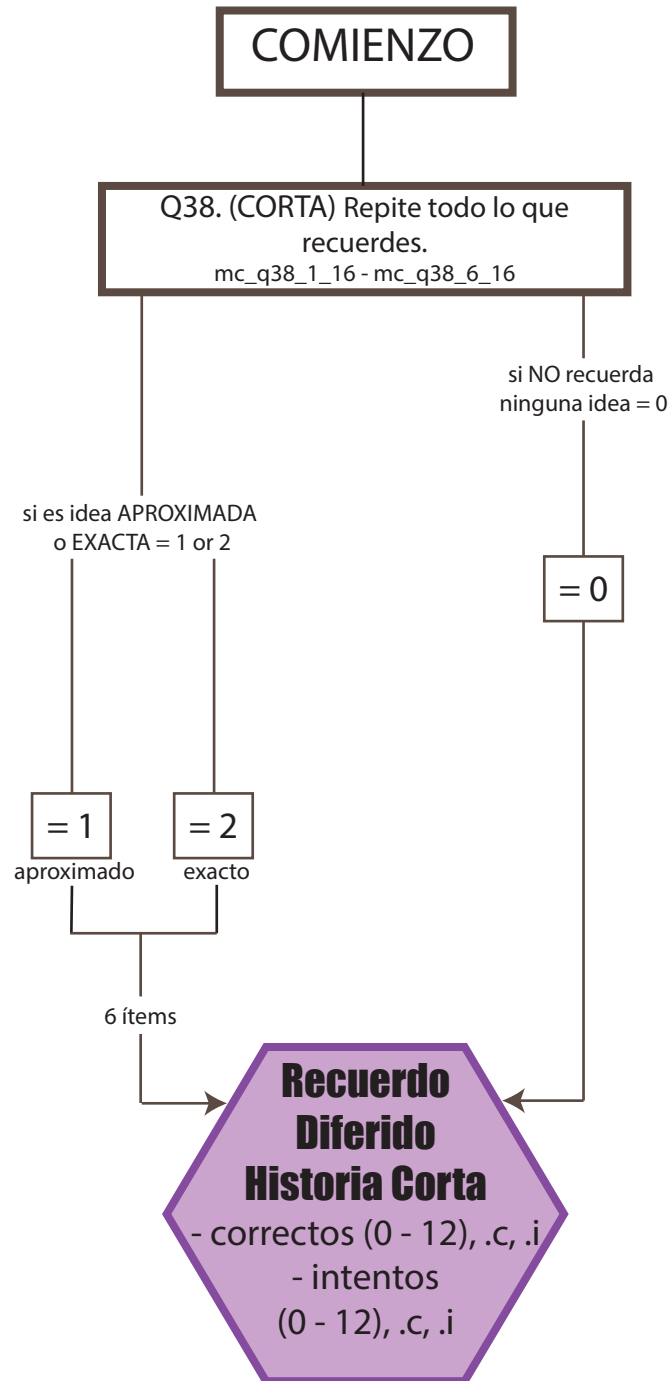 COMIENZO
Q38. (CORTA) Repite todo lo que
recuerdes.
mc_q38_1_16 - mc_q38_6_16
si NO recuerda
ninguna idea = 0
si es idea APROXIMADA
o EXACTA = 1 or 2
= 0
= 1
aproximado
= 2
exacto
6 ítems
Recuerdo
Diferido
Historia Corta
- correctos (0 - 12), .c, .i
- intentos
(0 - 12), .c, .i